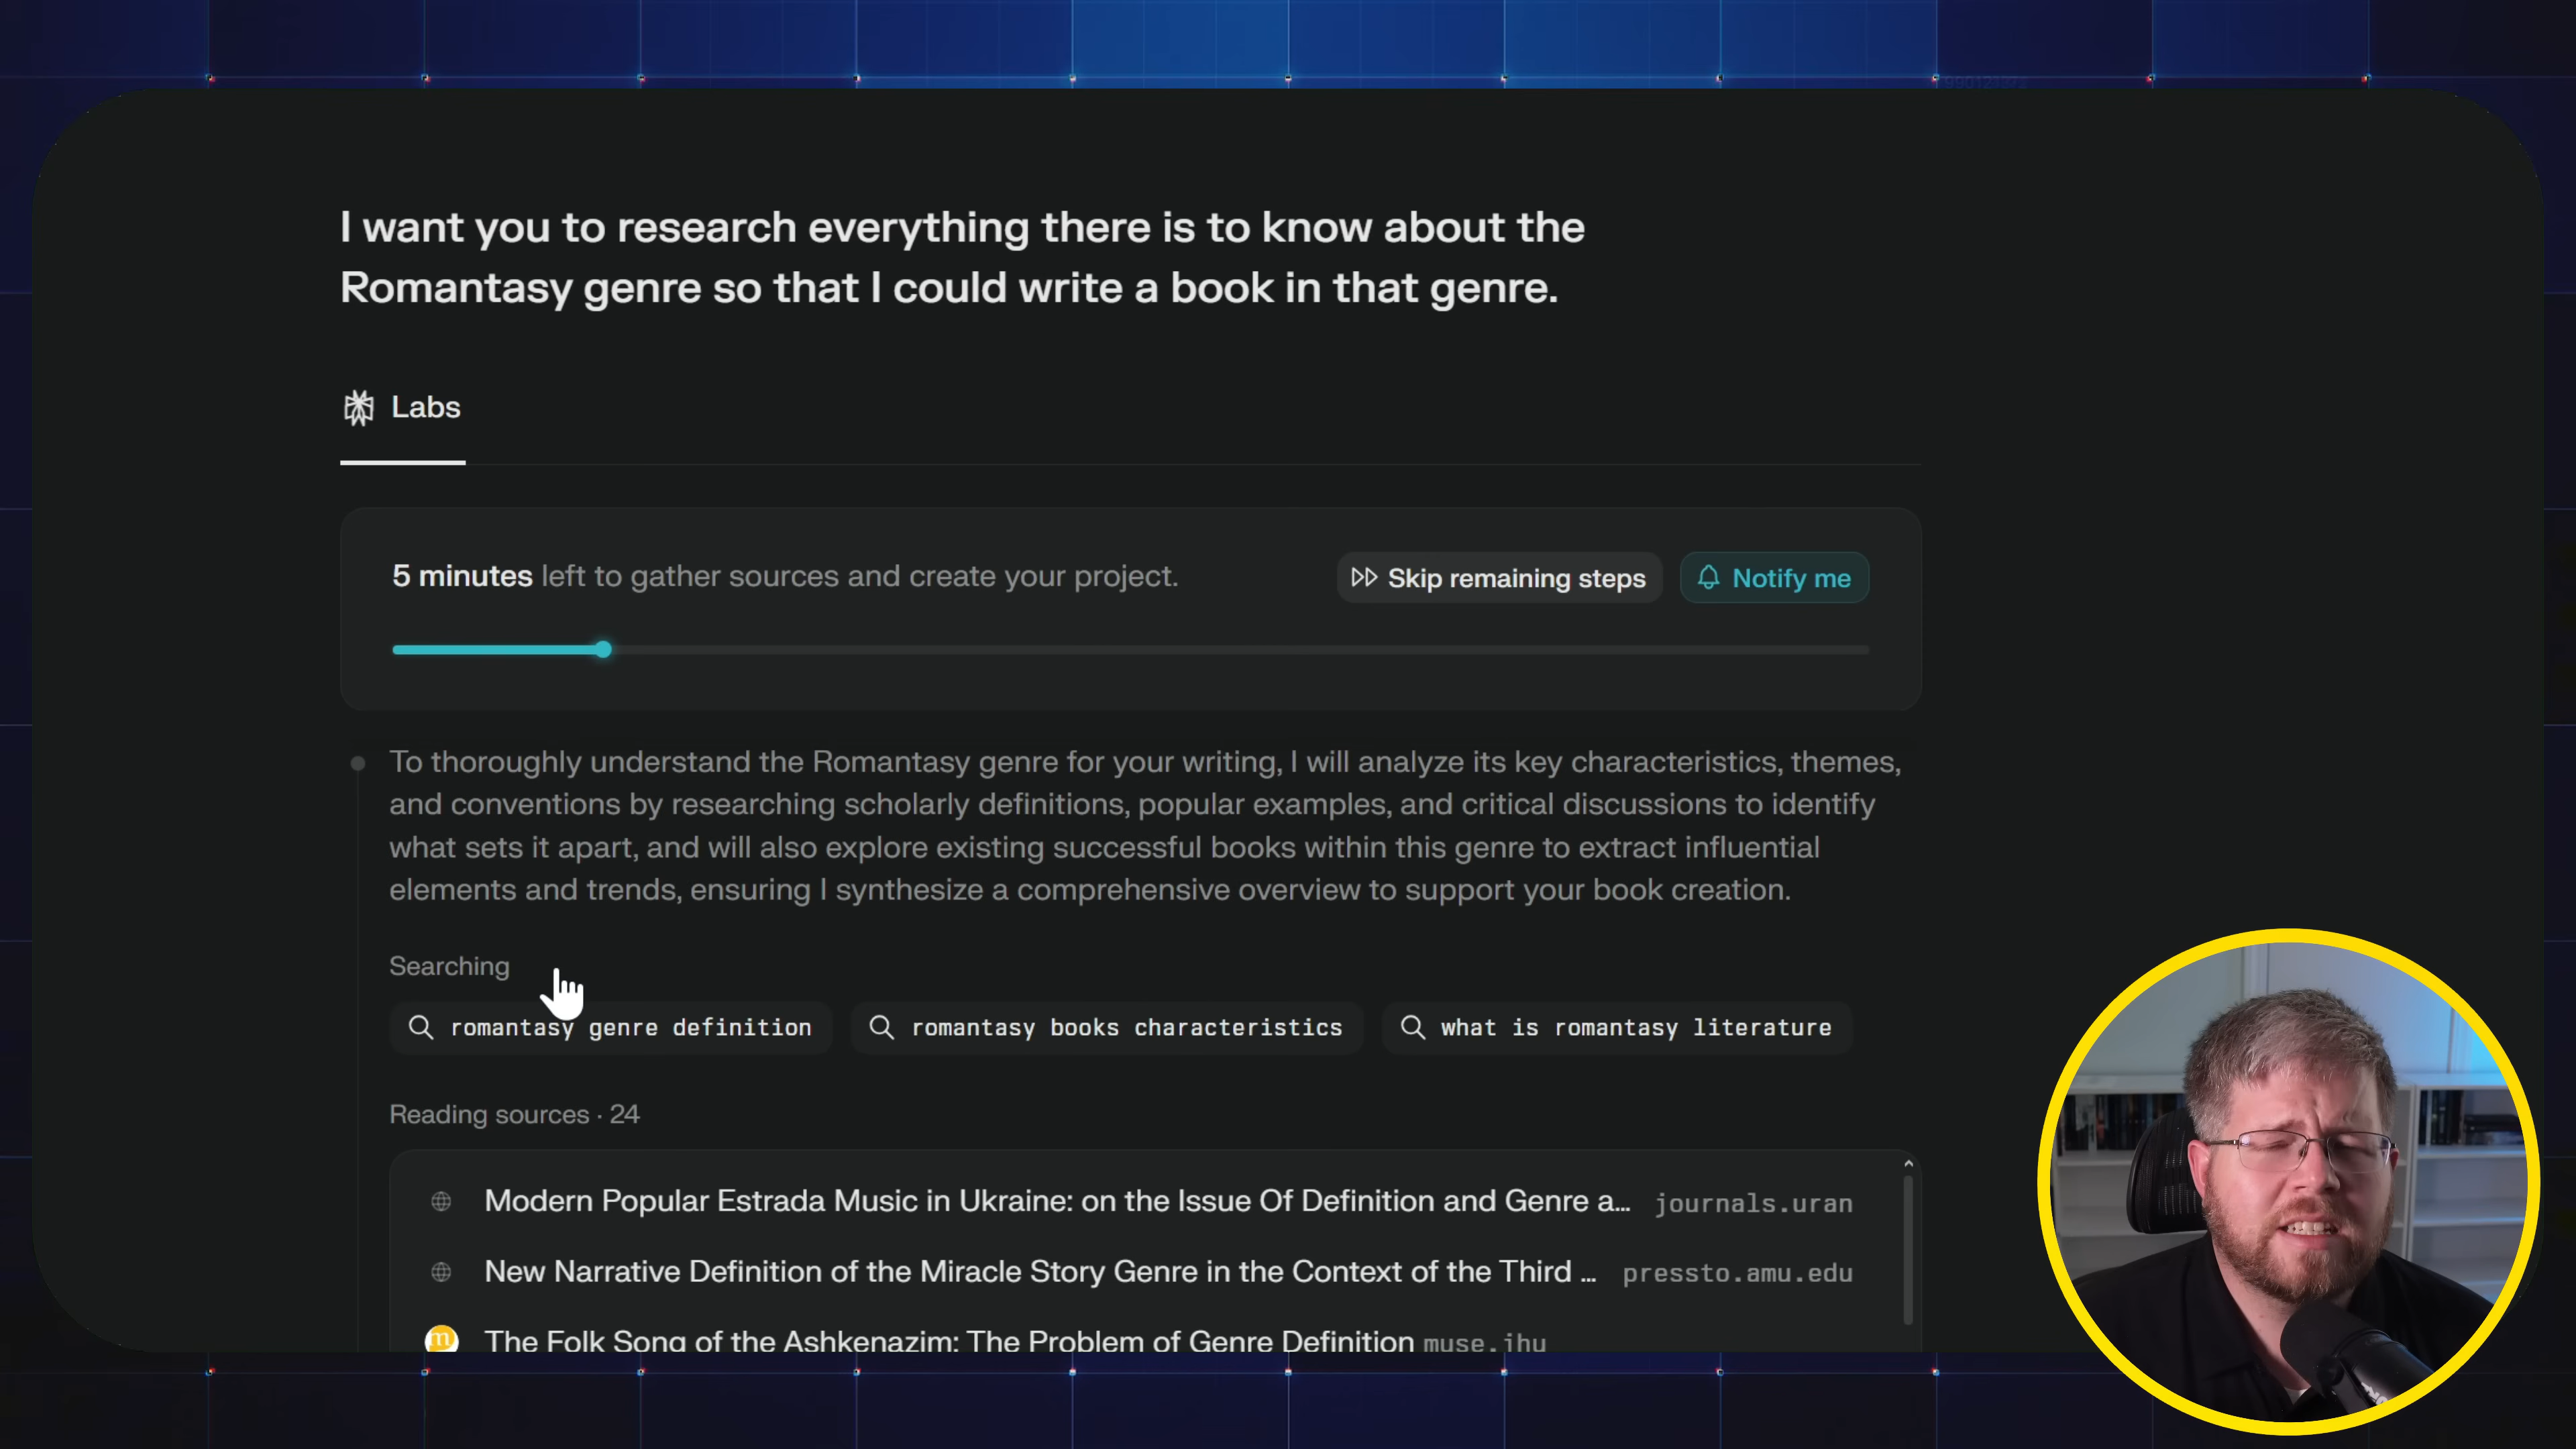 I want you to research everything there is to know about the
Romantasy genre so that I could write a book in that genre.
Labs
5 minutes left to gather sources and create your project.
Skip remaining steps
Notify me
To thoroughly understand the Romantasy genre for your writing, I will analyze its key characteristics, themes,
and conventions by researching scholarly definitions, popular examples, and critical discussions to identify
what sets it apart, and will also explore existing successful books within this genre to extract influential
elements and trends, ensuring I synthesize a comprehensive overview to support your book creation.
Searching
romantasy genre definition
romantasy books characteristics
what is romantasy literature
Reading sources · 24
Modern Popular Estrada Music in Ukraine: on the Issue Of Definition and Genre a... journals.uran
New Narrative Definition of the Miracle Story Genre in the Context of the Third ... pressto.amu.edu
m The Folk Song of the Ashkenazim: The Problem of Genre Definition muse.jhu